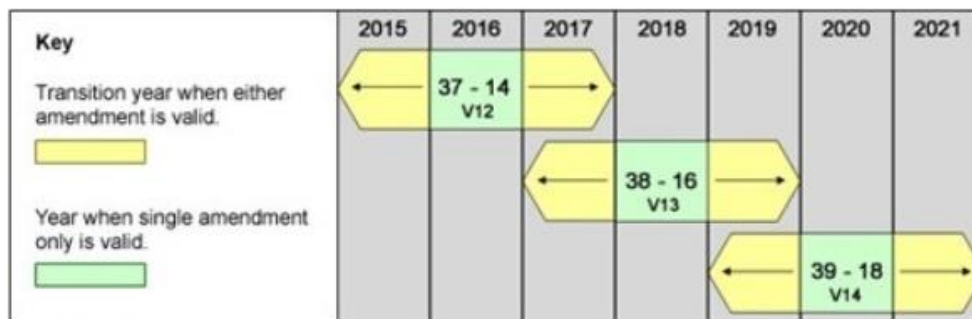 Key
Transition year when either
amendment is valid.
Year when single amendment
only is valid.
2015 2016 2017 2018 2019 2020 2021
37 - 14
V12
38 - 16
V13
39 - 18
V14